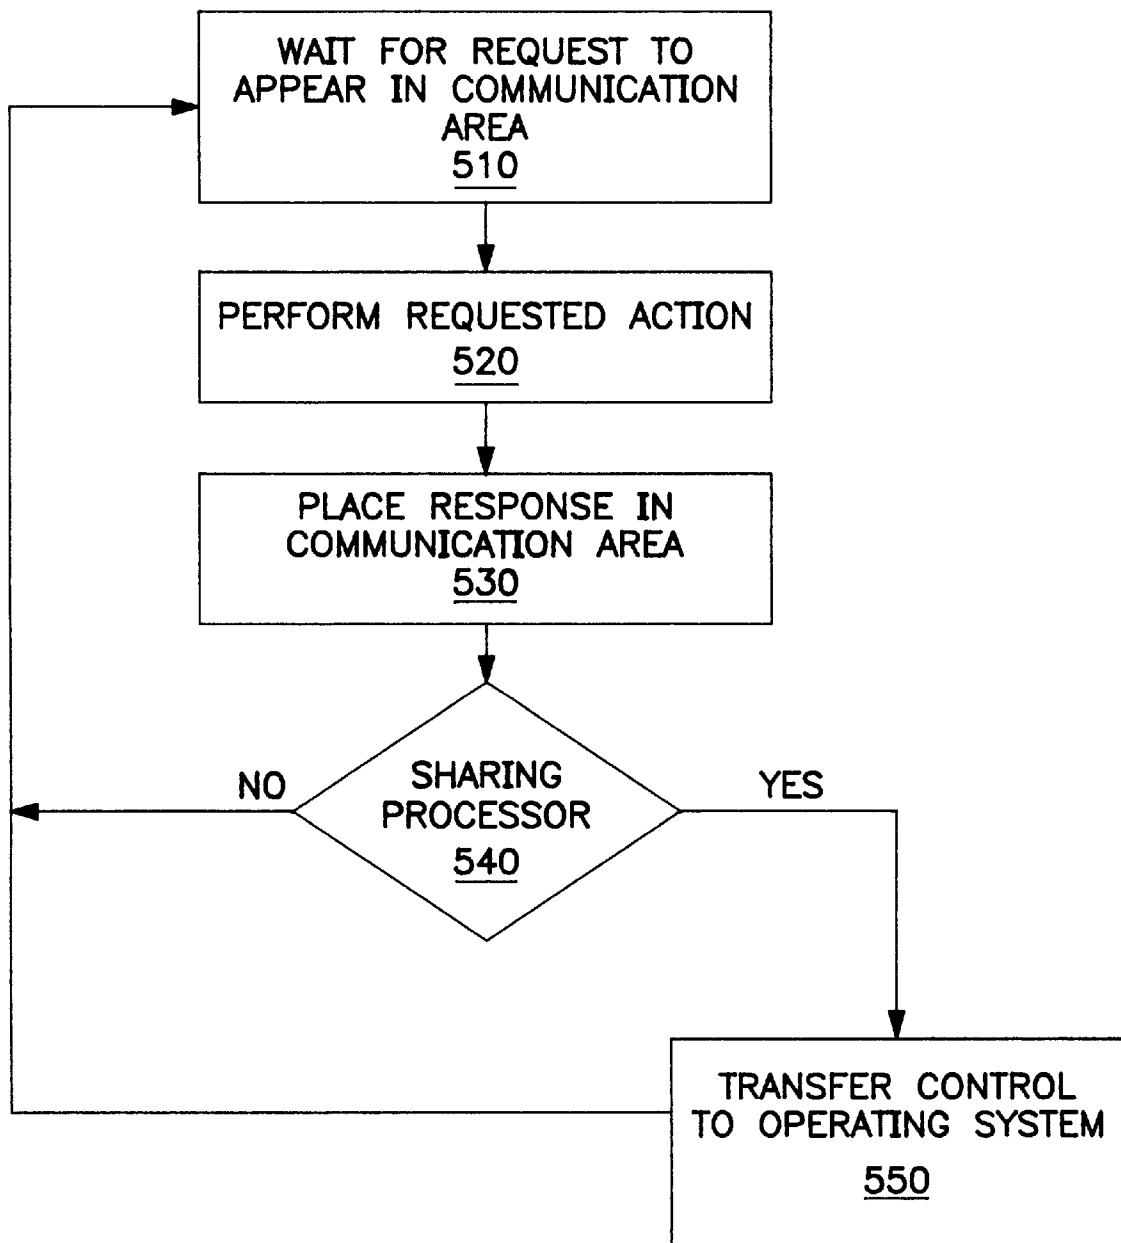 WAIT FOR REQUEST TO
APPEAR IN COMMUNICATION
AREA
510
PERFORM REQUESTED ACTION
520
PLACE RESPONSE IN
COMMUNICATION AREA
530
NO
SHARING
PROCESSOR
540
YES
TRANSFER CONTROL
TO OPERATING SYSTEM
550